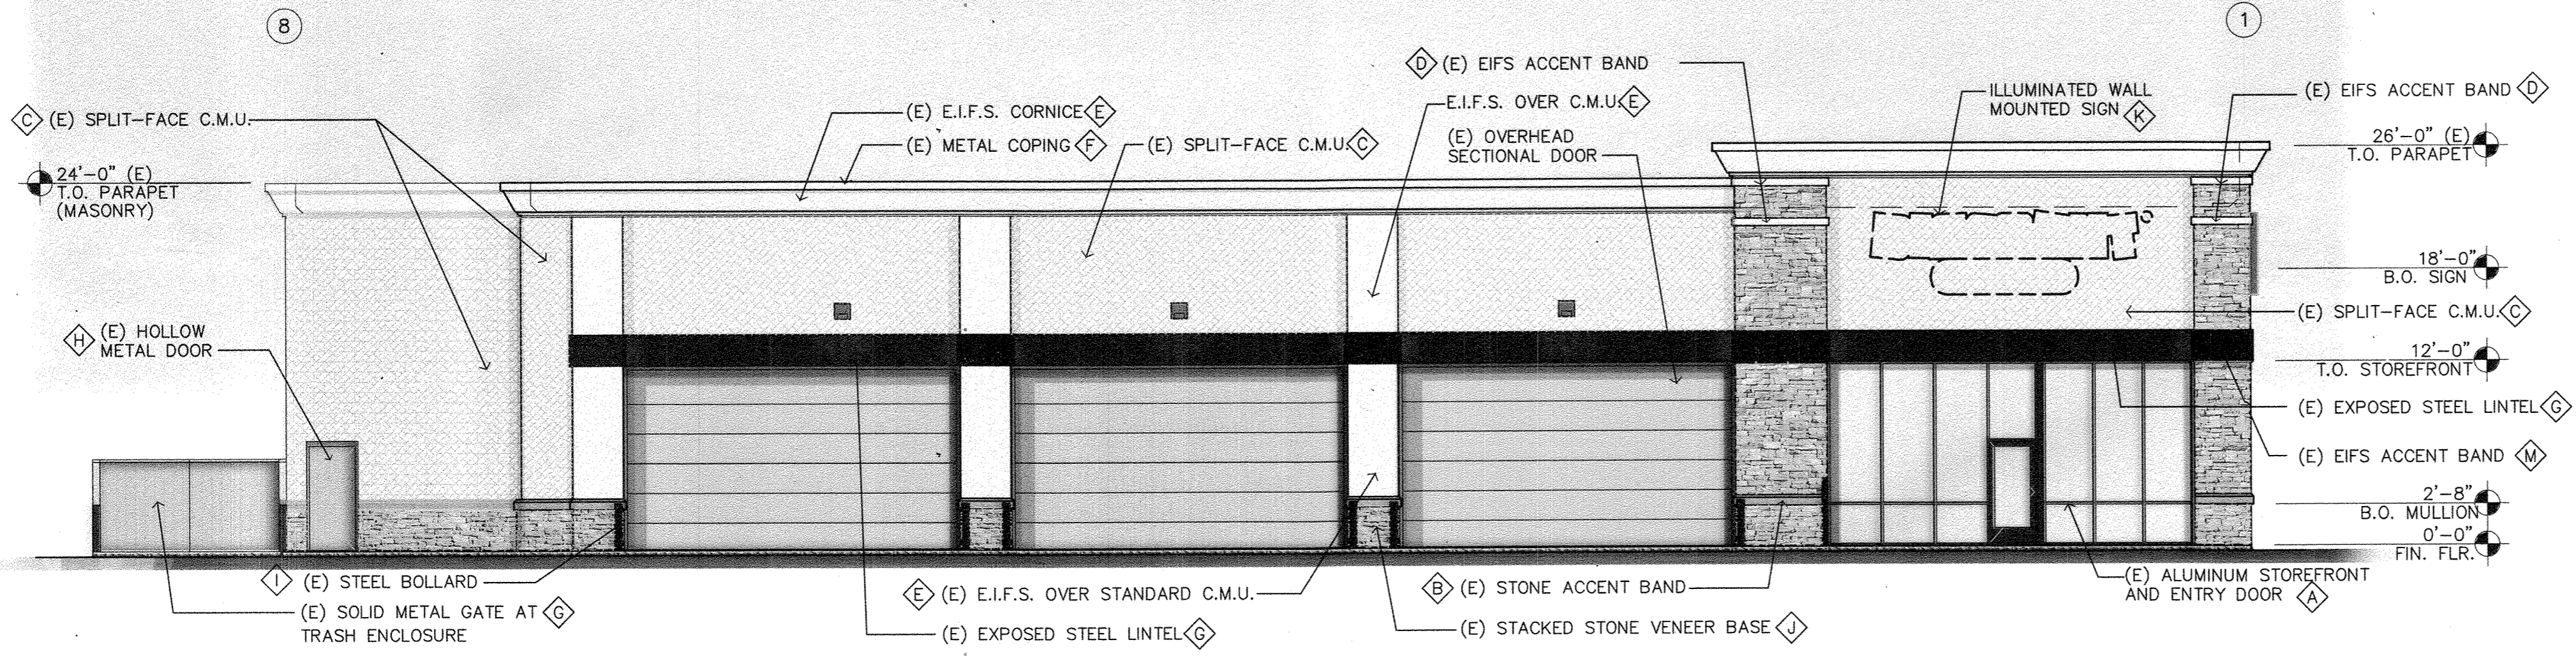 8
1
D (E) EIFS ACCENT BAND
ILLUMINATED WALL
MOUNTED SIGN K
(E) EIFS ACCENT BAND D
(E) E.I.F.S. CORNICE E
E.I.F.S. OVER C.M.U. E
C (E) SPLIT-FACE C.M.U.
(E) METAL COPING F
(E) SPLIT-FACE C.M.U. C
(E) OVERHEAD
SECTIONAL DOOR
26'-0" (E)
T.O. PARAPET
24'-0" (E)
T.O. PARAPET
(MASONRY)
18'-0"
B.O. SIGN
(E) SPLIT-FACE C.M.U. C
H (E) HOLLOW
METAL DOOR
12'-0"
T.O. STOREFRONT
(E) EXPOSED STEEL LINTEL G
(E) EIFS ACCENT BAND M
2'-8"
B.O. MULLION
0'-0"
FIN. FLR.
I (E) STEEL BOLLARD
(E) SOLID METAL GATE AT G
TRASH ENCLOSURE
E (E) E.I.F.S. OVER STANDARD C.M.U.
(E) EXPOSED STEEL LINTEL G
B (E) STONE ACCENT BAND
(E) STACKED STONE VENEER BASE J
(E) ALUMINUM STOREFRONT
AND ENTRY DOOR A